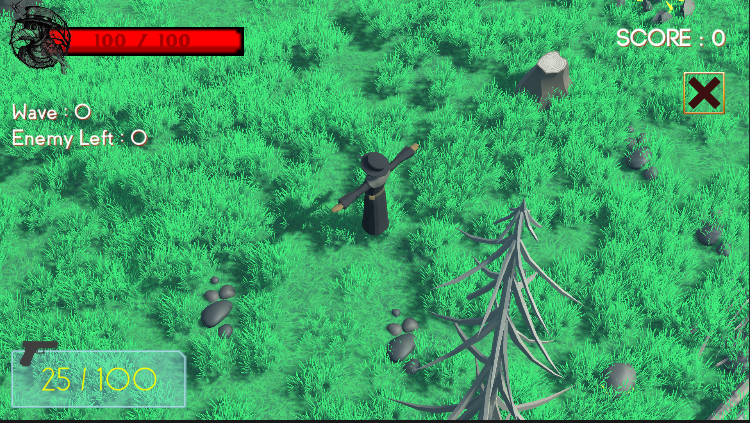 100 / 100
SCORE : 0
Wave : 0
Enemy Left : 0
25 / 100